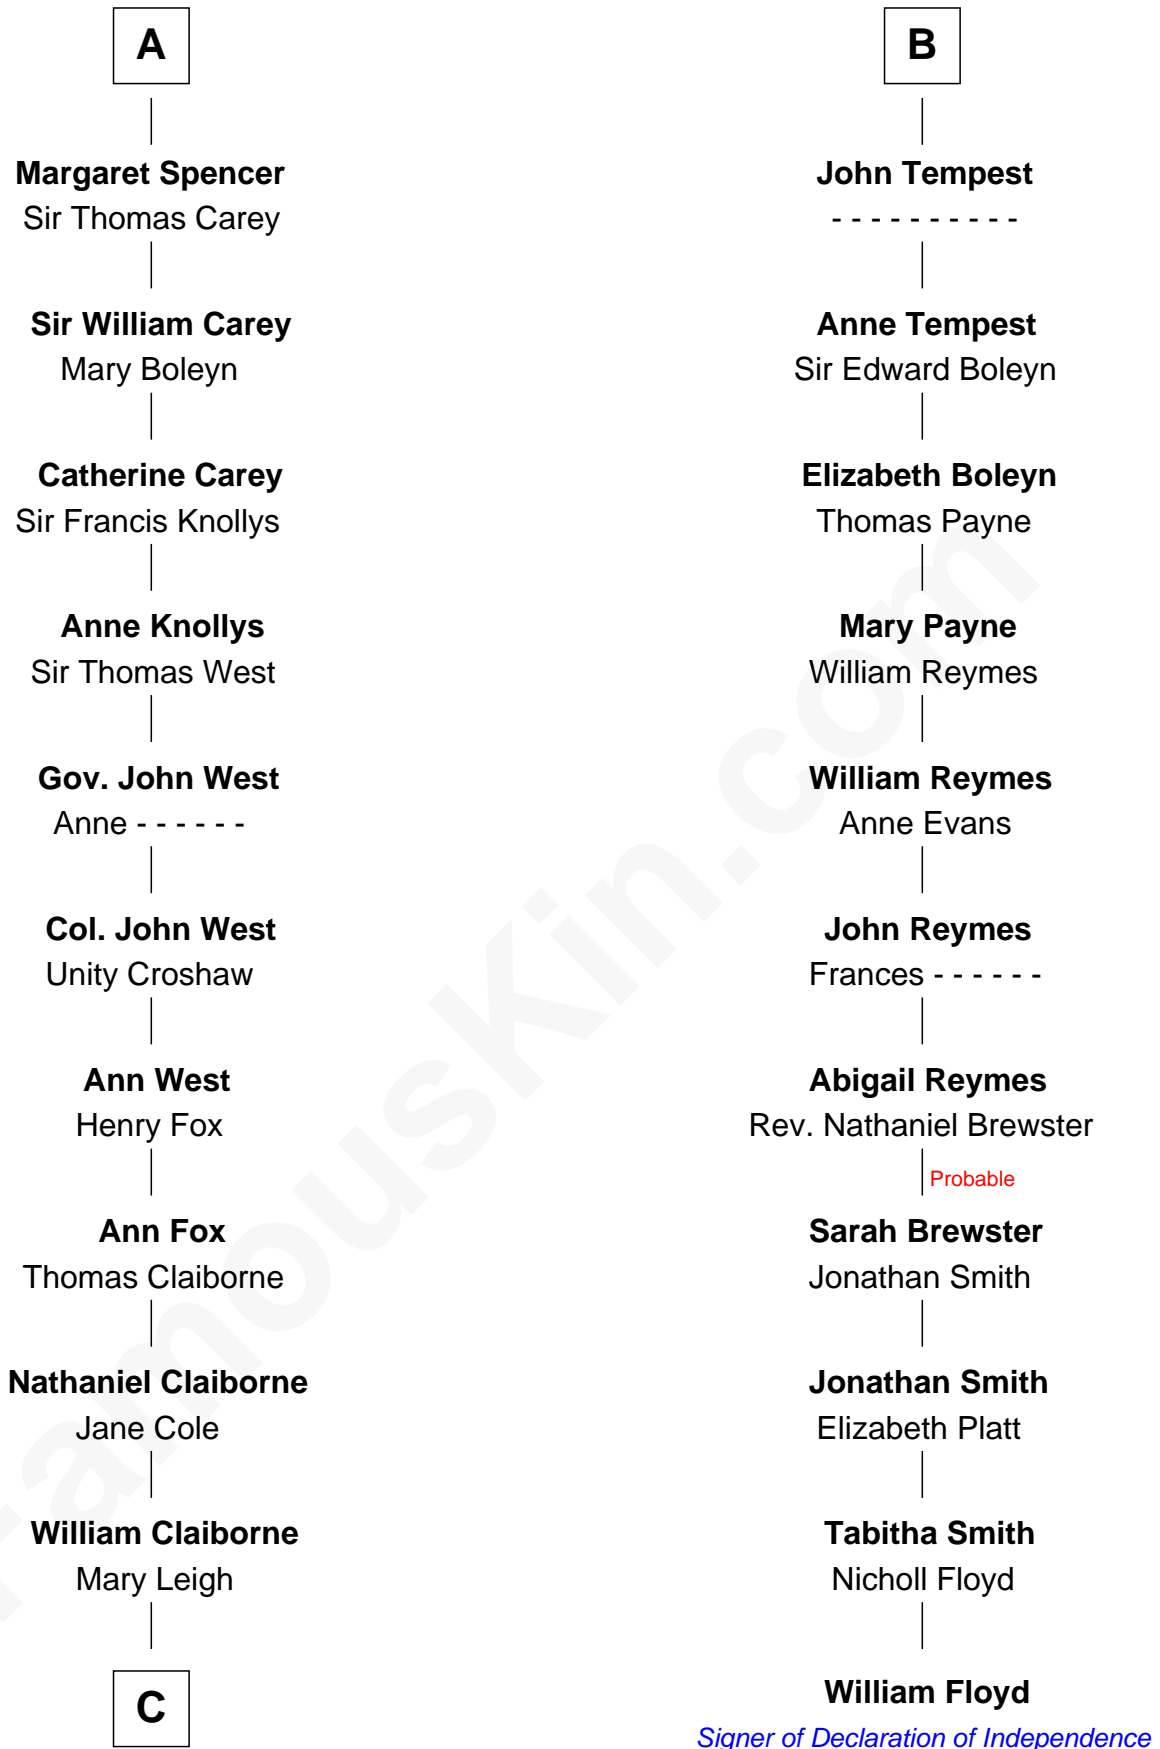 A
Margaret Spencer
Sir Thomas Carey
Sir William Carey
Mary Boleyn
Catherine Carey
Sir Francis Knollys
Anne Knollys
Sir Thomas West
Gov. John West
Anne - - - - - -
Col. John West
Unity Croshaw
Ann West
Henry Fox
Ann Fox
Thomas Claiborne
Nathaniel Claiborne
Jane Cole
William Claiborne
Mary Leigh
C
B
John Tempest
- - - - - - - - - -
Anne Tempest
Sir Edward Boleyn
Elizabeth Boleyn
Thomas Payne
Mary Payne
William Reymes
William Reymes
Anne Evans
John Reymes
Frances - - - - - -
Abigail Reymes
Rev. Nathaniel Brewster
Probable
Sarah Brewster
Jonathan Smith
Jonathan Smith
Elizabeth Platt
Tabitha Smith
Nicholl Floyd
William Floyd
Signer of Declaration of Independence
FamousKin.com